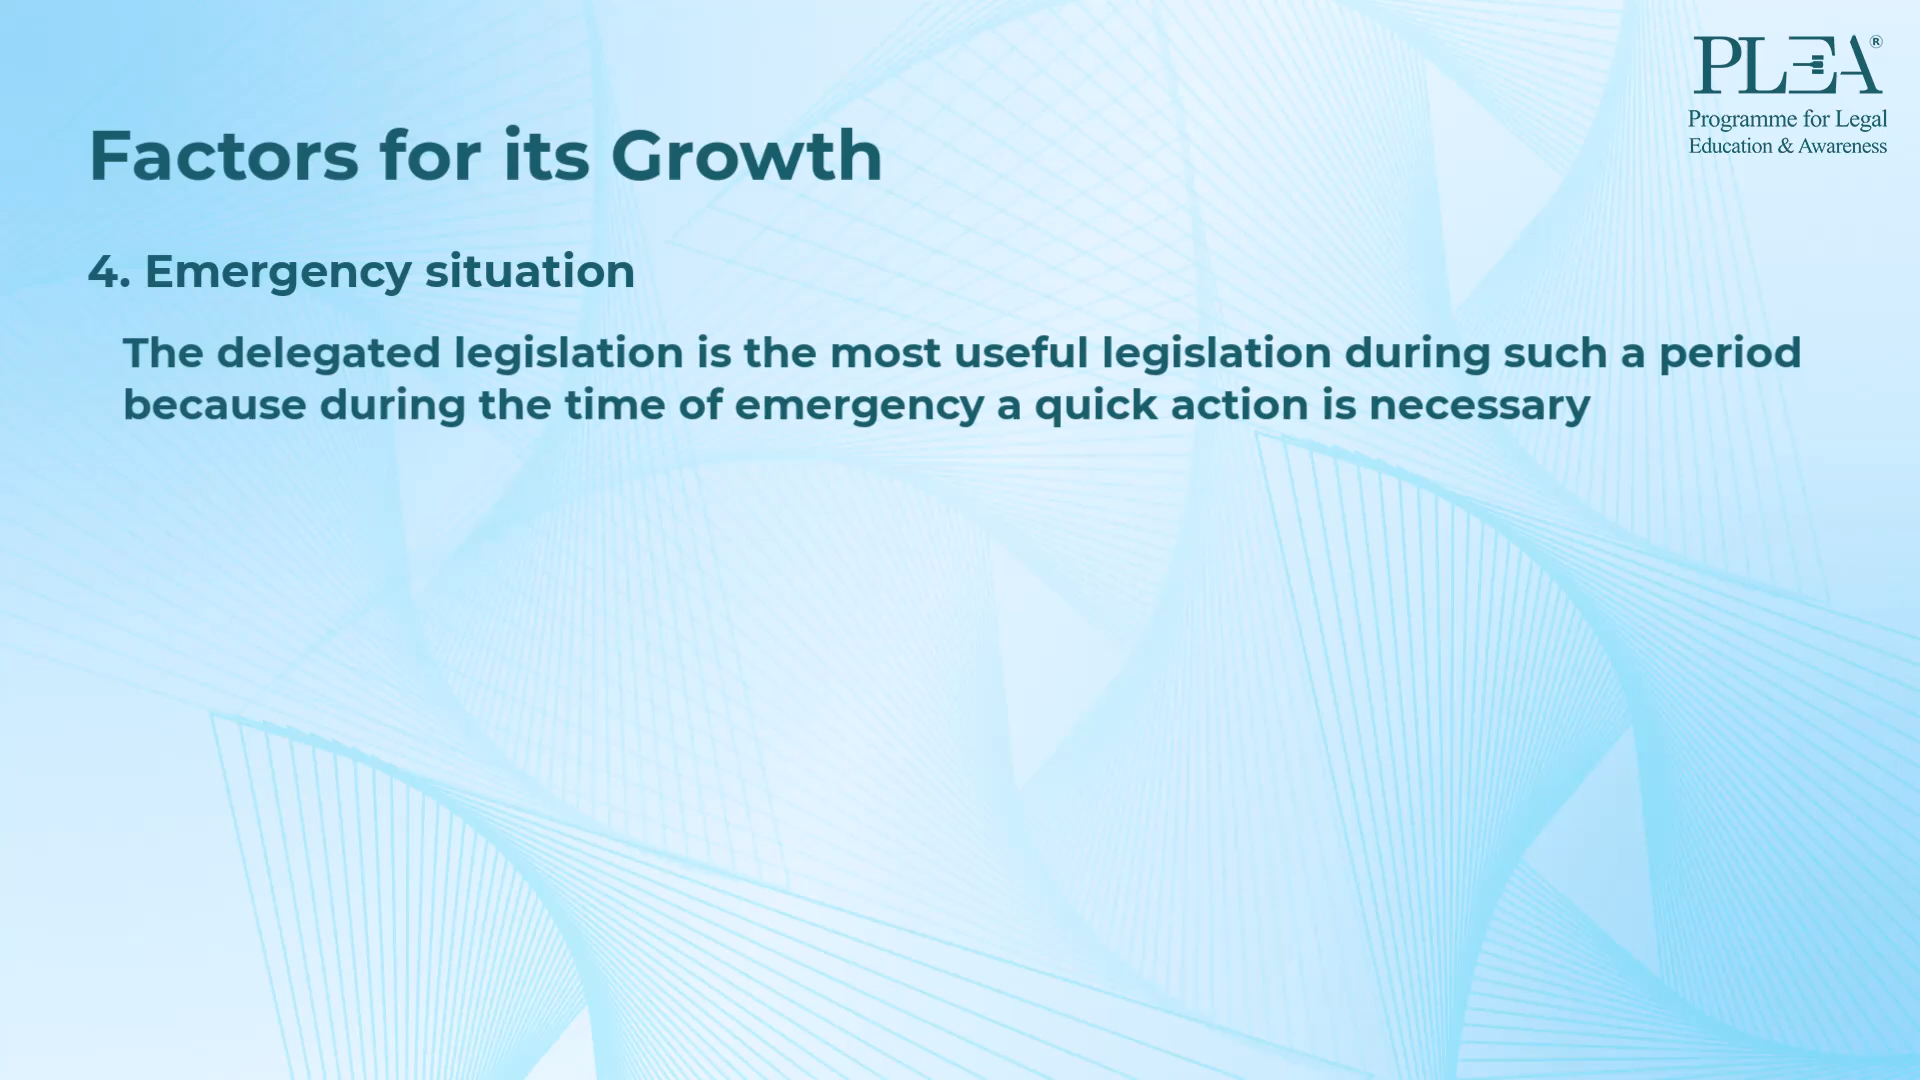 PLEA®
Programme for Legal
Education & Awareness
Factors for its Growth
4. Emergency situation
The delegated legislation is the most useful legislation during such a period
because during the time of emergency a quick action is necessary